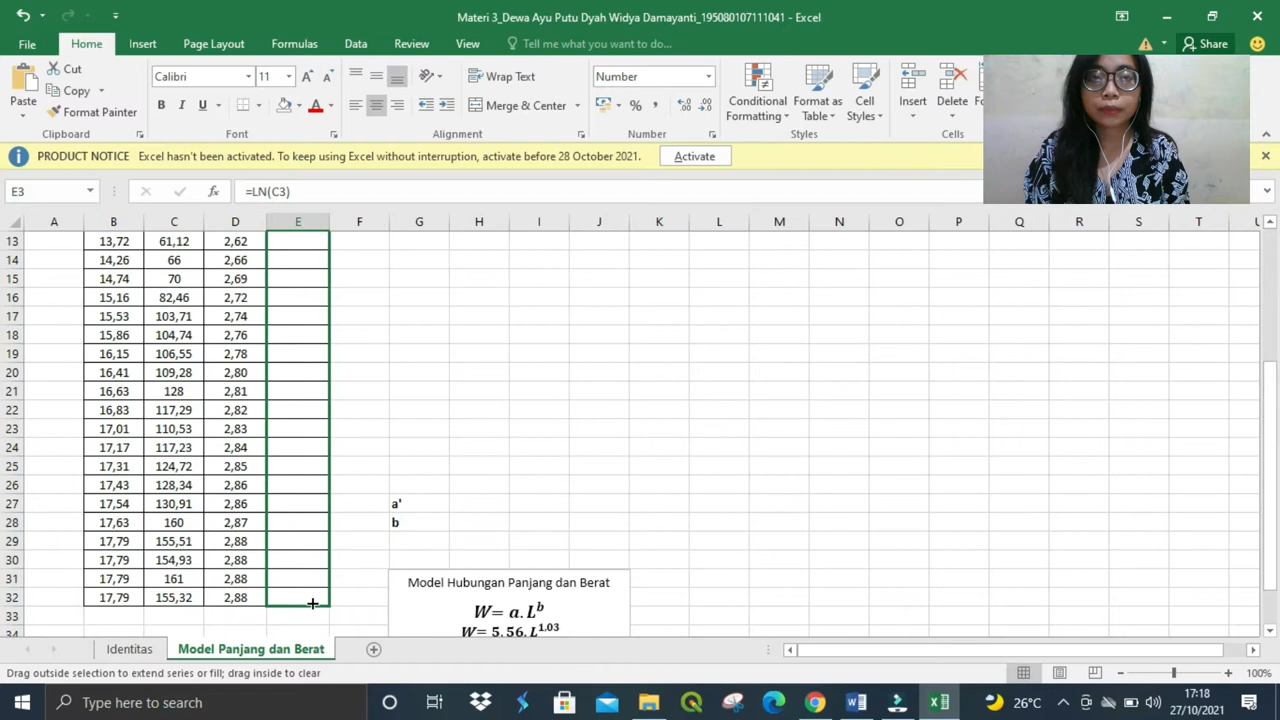 Materi 3_Dewa Ayu Putu Dyah Widya Damayanti_195080107111041 - Excel
File Home Insert Page Layout Formulas Data Review View Tell me what you want to do... Share
Cut Calibri 11 Wrap Text Number
Copy
Paste Format Painter B I U Merge & Center % Conditional Formatting Format as Table Cell Styles Insert Delete
Clipboard Font Alignment Number Styles Cells
PRODUCT NOTICE Excel hasn't been activated. To keep using Excel without interruption, activate before 28 October 2021. Activate
E3 fx =LN(C3)
A B C D E F G H I J K L M N O P Q R S T
13 13,72 61,12 2,62
14 14,26 66 2,66
15 14,74 70 2,69
16 15,16 82,46 2,72
17 15,53 103,71 2,74
18 15,86 104,74 2,76
19 16,15 106,55 2,78
20 16,41 109,28 2,80
21 16,63 128 2,81
22 16,83 117,29 2,82
23 17,01 110,53 2,83
24 17,17 117,23 2,84
25 17,31 124,72 2,85
26 17,43 128,34 2,86
27 17,54 130,91 2,86 a'
28 17,63 160 2,87 b
29 17,79 155,51 2,88
30 17,79 154,93 2,88
31 17,79 161 2,88 Model Hubungan Panjang dan Berat
32 17,79 155,32 2,88 W= a.L^b
33 W= 5,56.L^1.03
34
Identitas Model Panjang dan Berat
Drag outside selection to extend series or fill; drag inside to clear 100%
Type here to search 26°C 17:18
27/10/2021